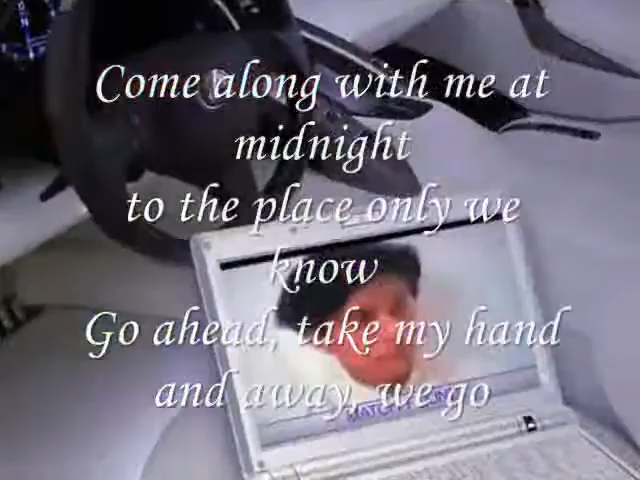 Come along with me at
midnight
to the place only we
know
Go ahead, take my hand
and away, we go